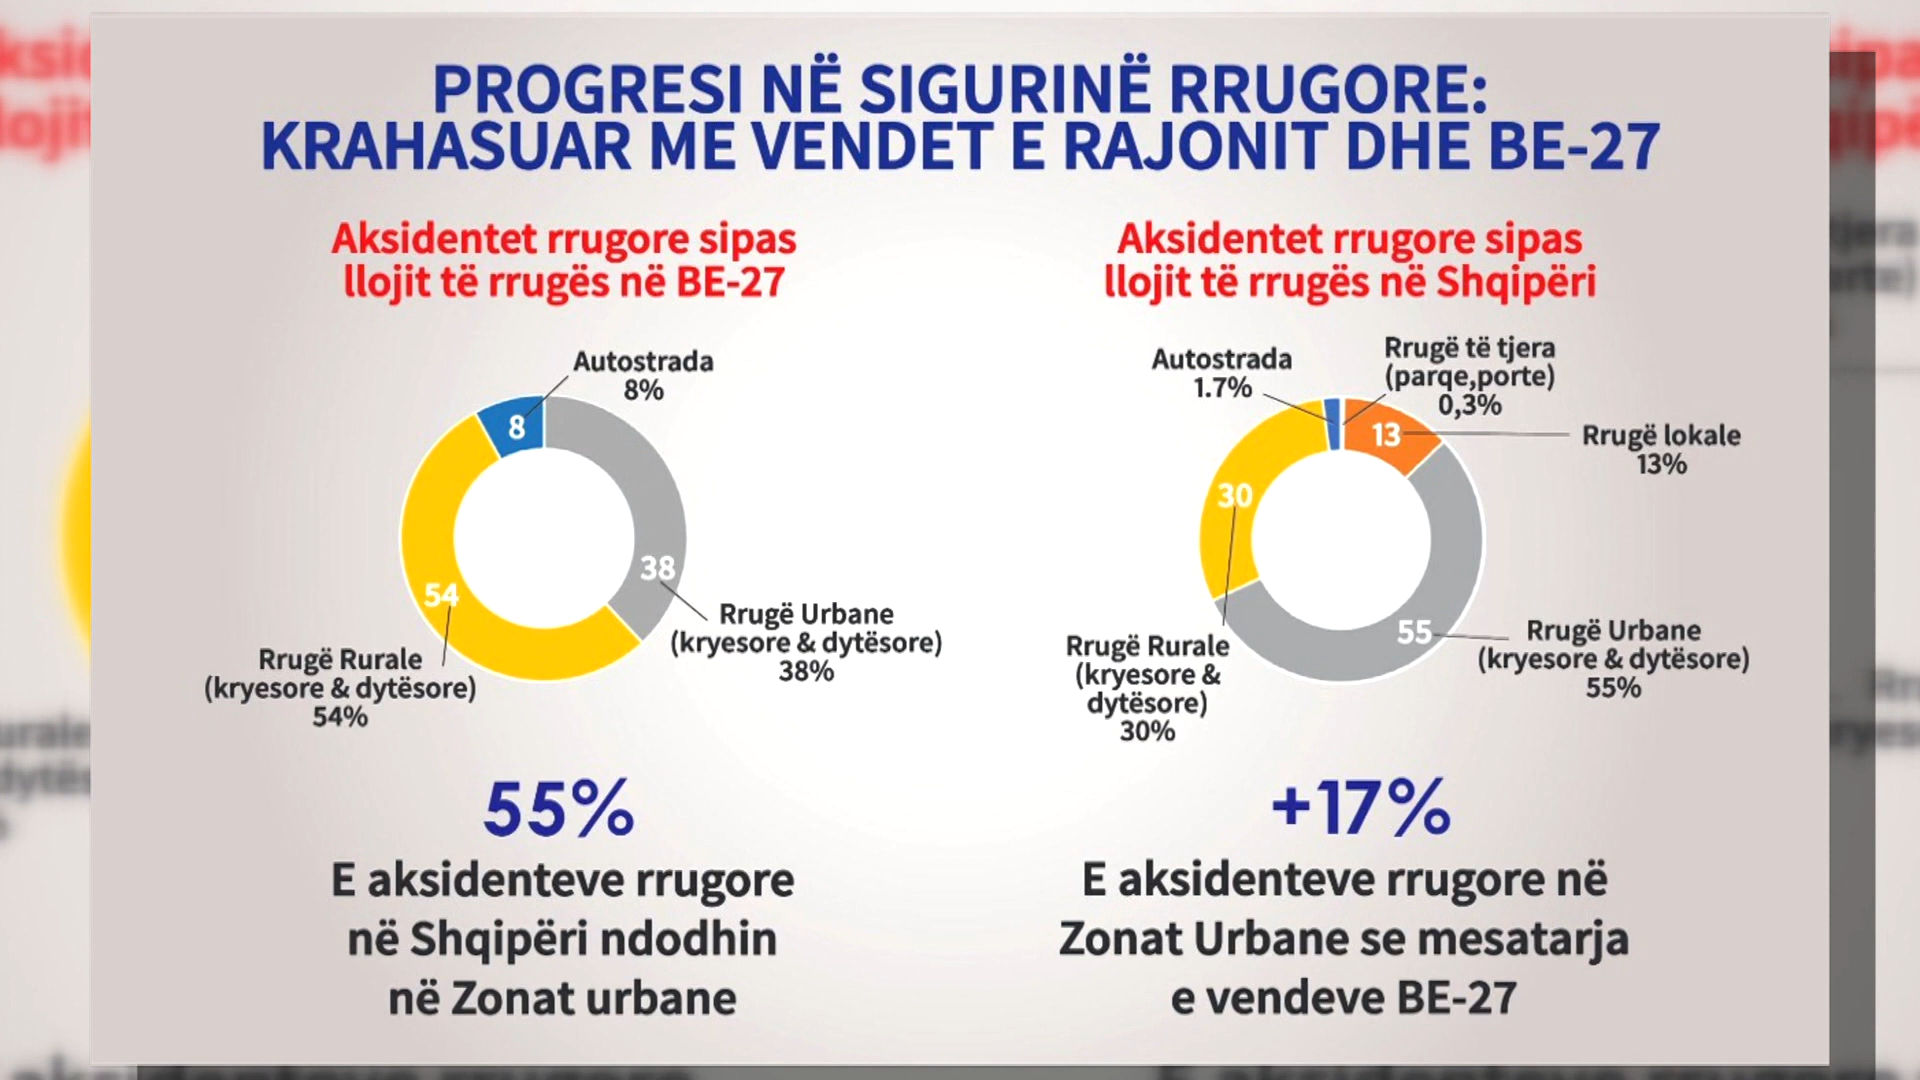 PROGRESI NË SIGURINË RRUGORE:
KRAHASUAR ME VENDET E RAJONIT DHE BE-27
Aksidentet rrugore sipas
llojit të rrugës në BE-27
Autostrada
8%
8
38
54
Rrugë Urbane
(kryesore & dytësore)
38%
Rrugë Rurale
(kryesore & dytësore)
54%
55%
E aksidenteve rrugore
në Shqipëri ndodhin
në Zonat urbane
Aksidentet rrugore sipas
llojit të rrugës në Shqipëri
Autostrada
1.7%
Rrugë të tjera
(parqe,porte)
0,3%
13
Rrugë lokale
13%
30
55
Rrugë Urbane
(kryesore & dytësore)
55%
Rrugë Rurale
(kryesore &
dytësore)
30%
+17%
E aksidenteve rrugore në
Zonat Urbane se mesatarja
e vendeve BE-27